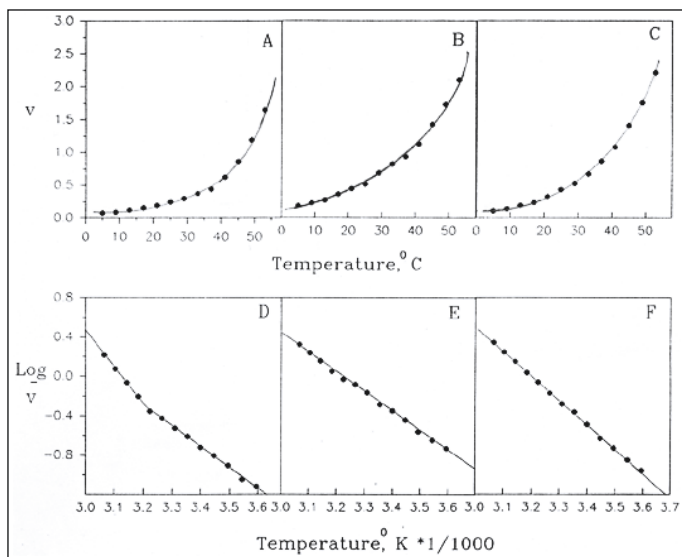 3.0
2.5
2.0
1.5
1.0
0.5
0.0
v
A
B
C
0 10 20 30 40 50 0 10 20 30 40 50 0 10 20 30 40 50
Temperature, °C
0.8
0.4
0.0
-0.4
-0.8
Log
v
D
E
F
3.0 3.1 3.2 3.3 3.4 3.5 3.6 3.0 3.1 3.2 3.3 3.4 3.5 3.6 3.0 3.1 3.2 3.3 3.4 3.5 3.6 3.7
Temperature,° K *1/1000